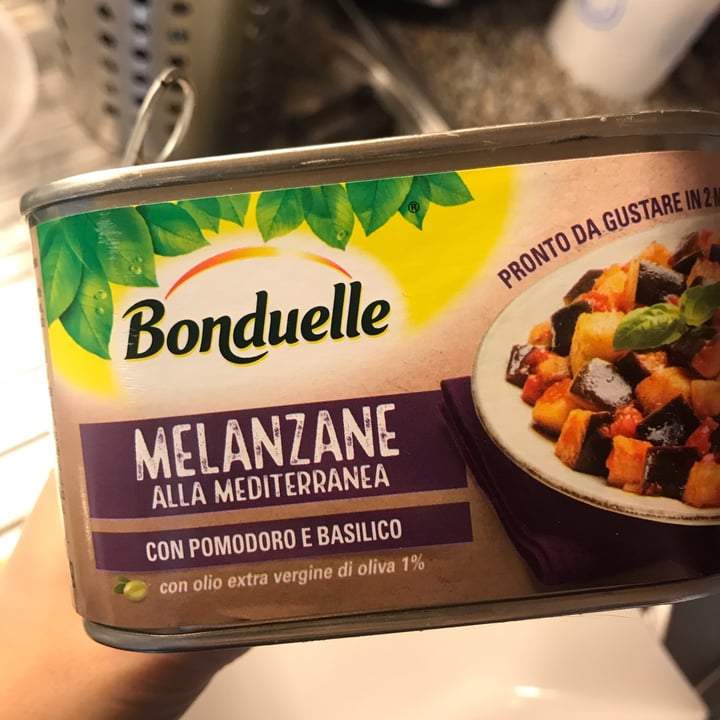 Bonduelle
®
PRONTO DA GUSTARE IN 2
MELANZANE
ALLA MEDITERRANEA
CON POMODORO E BASILICO
con olio extra vergine di oliva 1%